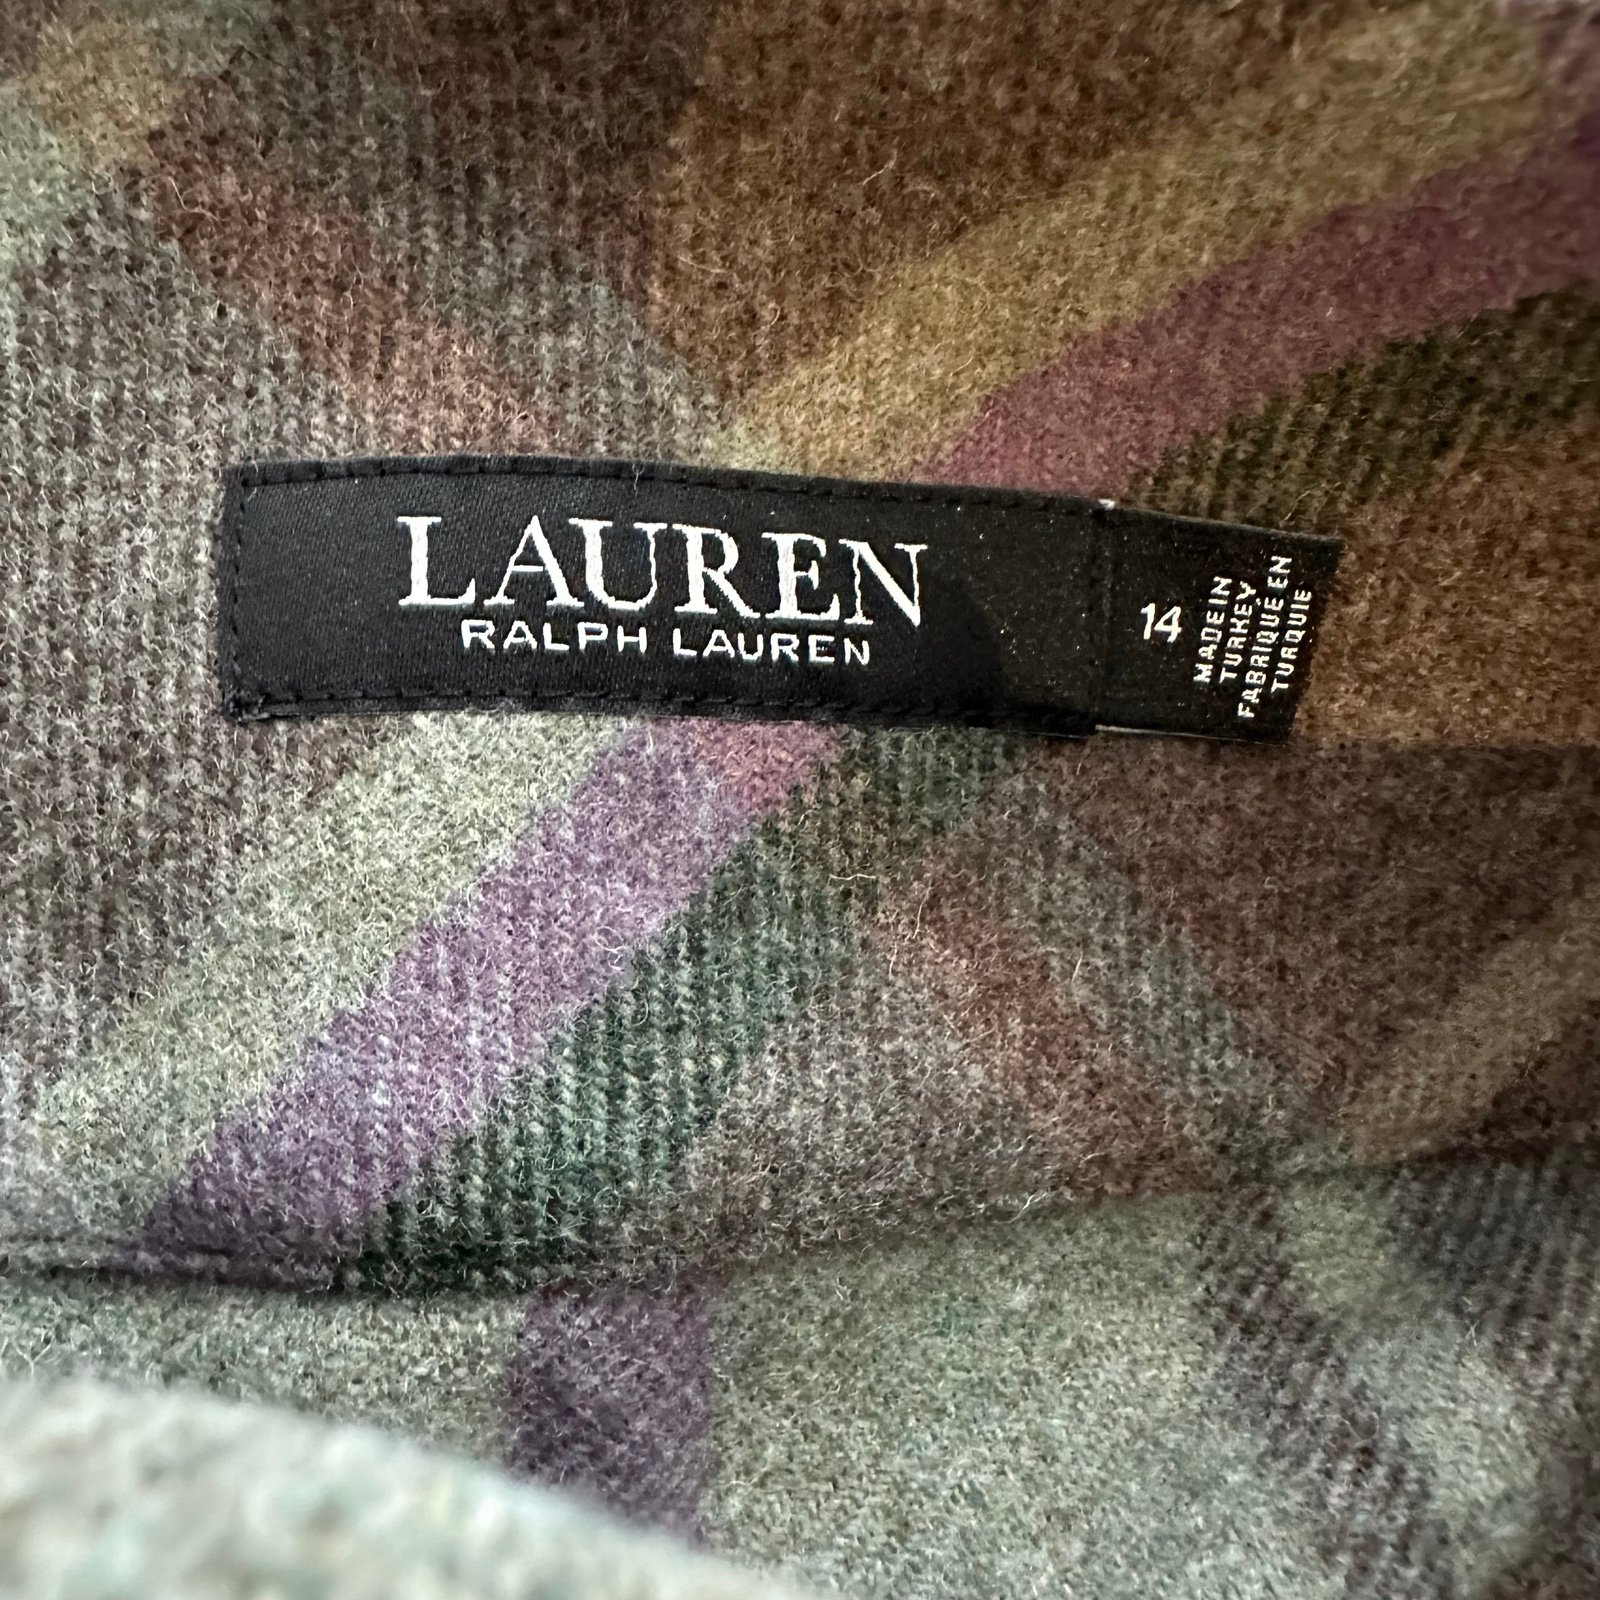 LAUREN
RALPH LAUREN
14
MADE IN
TURKEY
FABRIQUÉ EN
TURQUIE